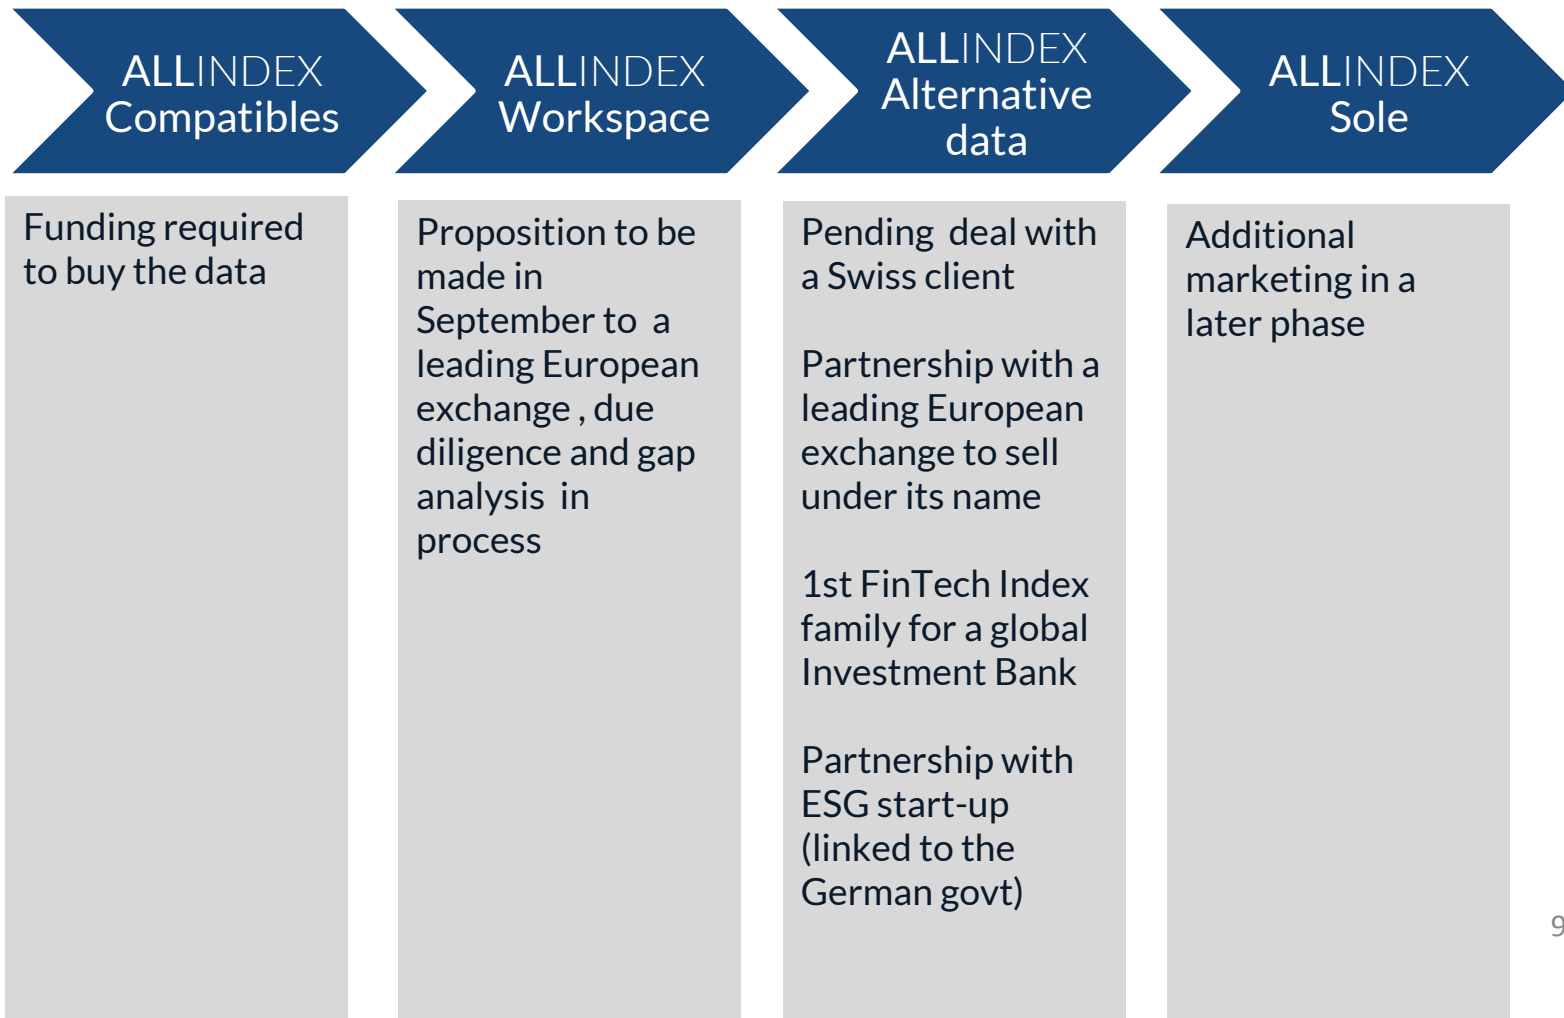 ALLINDEX
Compatibles
ALLINDEX
Workspace
ALLINDEX
Alternative
data
ALLINDEX
Sole
Funding required
to buy the data
Proposition to be
made in
September to  a
leading European
exchange , due
diligence and gap
analysis  in
process
Pending  deal with
a Swiss client
Partnership with a
leading European
exchange to sell
under its name
1st FinTech Index
family for a global
Investment Bank
Partnership with
ESG start-up
(linked to the
German govt)
Additional
marketing in a
later phase
9